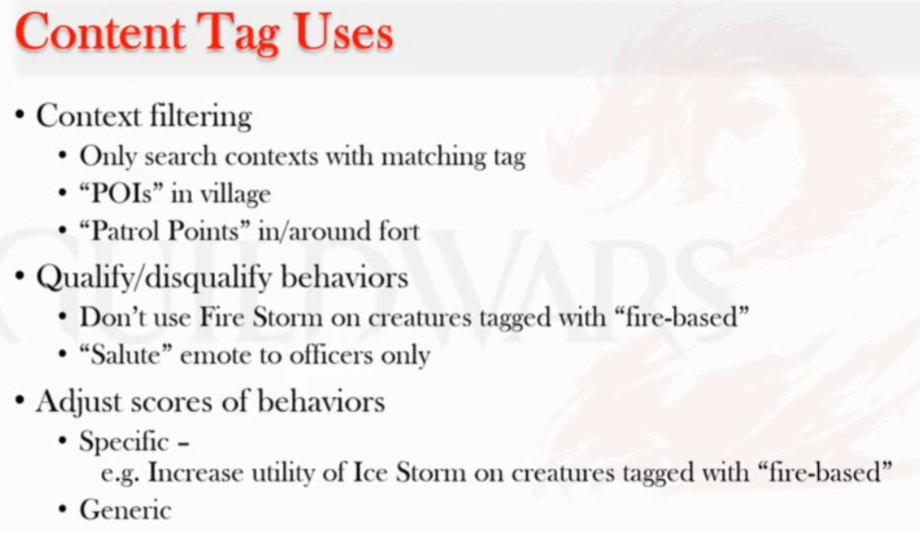 Content Tag Uses
• Context filtering
• Only search contexts with matching tag
• “POIs” in village
• “Patrol Points” in/around fort
• Qualify/disqualify behaviors
• Don’t use Fire Storm on creatures tagged with “fire-based”
• “Salute” emote to officers only
• Adjust scores of behaviors
• Specific –
e.g. Increase utility of Ice Storm on creatures tagged with “fire-based”
• Generic
GUILDWARS